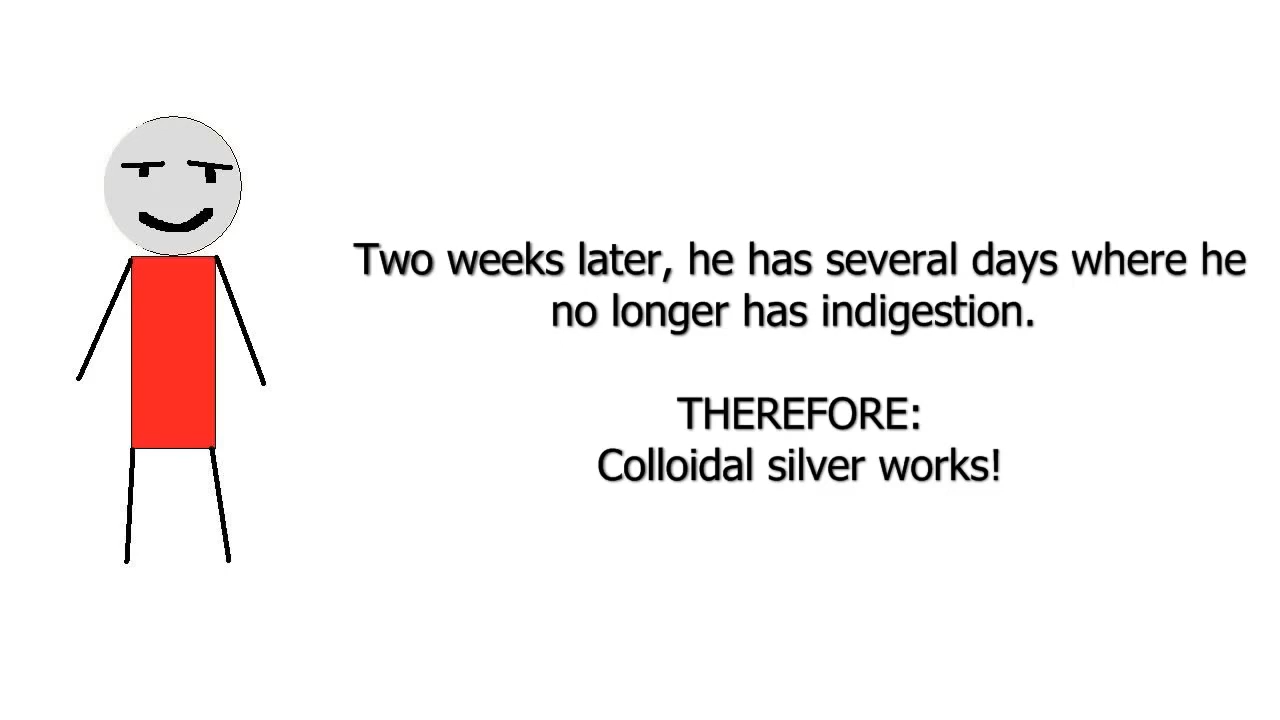 Two weeks later, he has several days where he
no longer has indigestion.
THEREFORE:
Colloidal silver works!